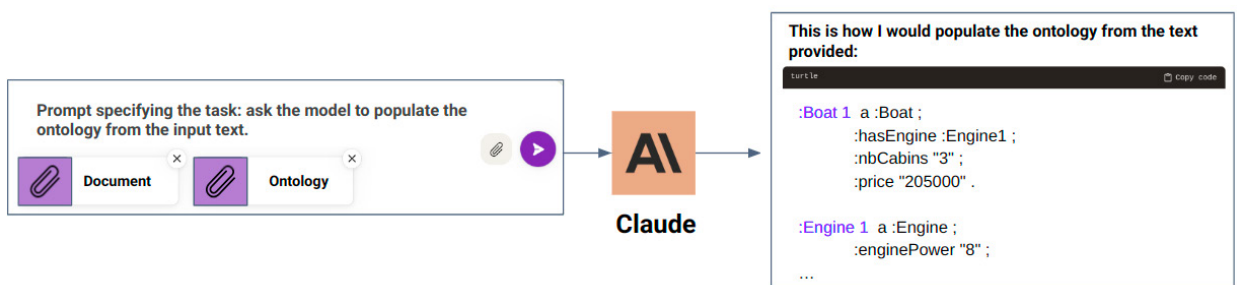 Prompt specifying the task: ask the model to populate the
ontology from the input text.
Document
Ontology
A\
Claude
This is how I would populate the ontology from the text
provided:
turtle
Copy code
:Boat 1 a :Boat ;
:hasEngine :Engine1 ;
:nbCabins "3" ;
:price "205000" .
:Engine 1 a :Engine ;
:enginePower "8" ;
...